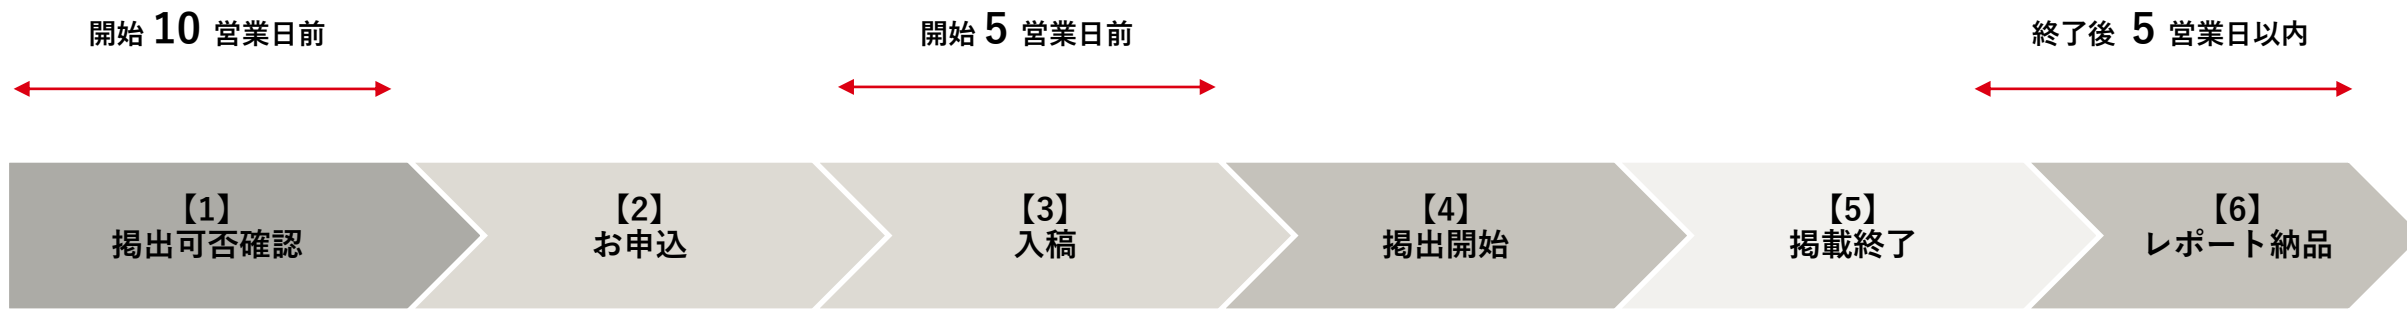 開始 10 営業日前
開始 5 営業日前
終了後 5 営業日以内
【1】
掲出可否確認
【2】
お申込
【3】
入稿
【4】
掲出開始
【5】
掲載終了
【6】
レポート納品